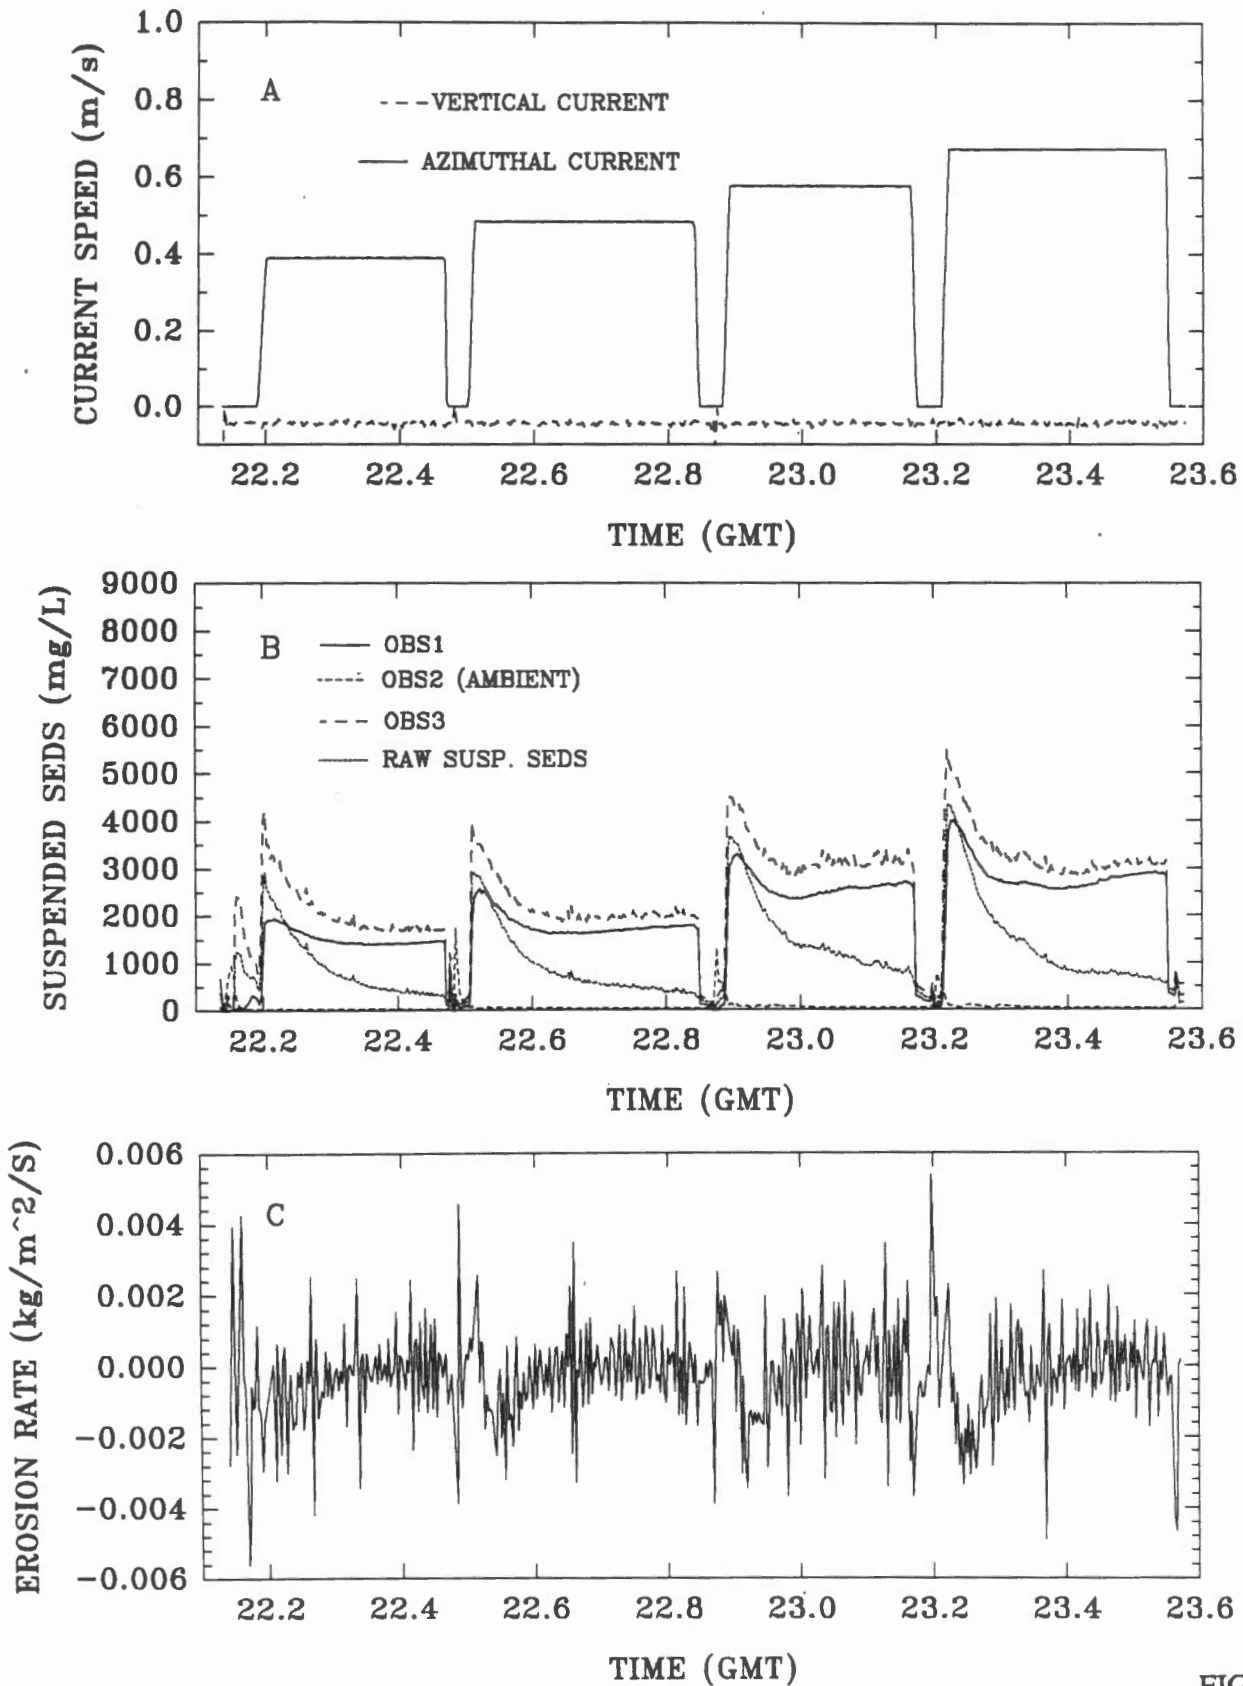 1.0
0.8
0.6
0.4
0.2
0.0
CURRENT SPEED (m/s)
A
VERTICAL CURRENT
AZIMUTHAL CURRENT
22.2 22.4 22.6 22.8 23.0 23.2 23.4 23.6
TIME (GMT)
9000
8000
7000
6000
5000
4000
3000
2000
1000
0
SUSPENDED SEDS (mg/L)
B
OBS1
OBS2 (AMBIENT)
OBS3
RAW SUSP. SEDS
22.2 22.4 22.6 22.8 23.0 23.2 23.4 23.6
TIME (GMT)
0.006
0.004
0.002
0.000
-0.002
-0.004
-0.006
EROSION RATE (kg/m^2/S)
C
22.2 22.4 22.6 22.8 23.0 23.2 23.4 23.6
TIME (GMT)
FIG